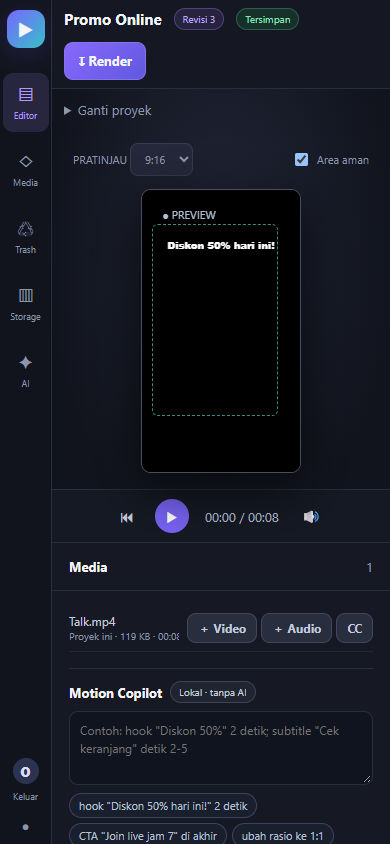 Promo Online
Revisi 3
Tersimpan
↧ Render
Editor
Media
Trash
Storage
AI
Keluar
▶ Ganti proyek
PRATINJAU
9:16
Area aman
● PREVIEW
Diskon 50% hari ini!
00:00 / 00:08
Media
1
Talk.mp4
Proyek ini · 119 KB · 00:08
+ Video
+ Audio
CC
Motion Copilot
Lokal · tanpa AI
Contoh: hook "Diskon 50%" 2 detik; subtitle "Cek
keranjang" detik 2-5
hook "Diskon 50% hari ini!" 2 detik
CTA "Join live jam 7" di akhir
ubah rasio ke 1:1